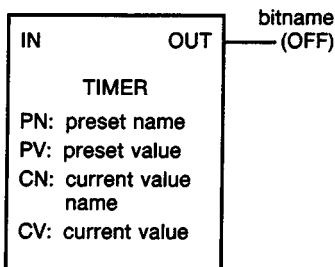 bitname
IN OUT (OFF)
TIMER
PN: preset name
PV: preset value
CN: current value
name
CV: current value